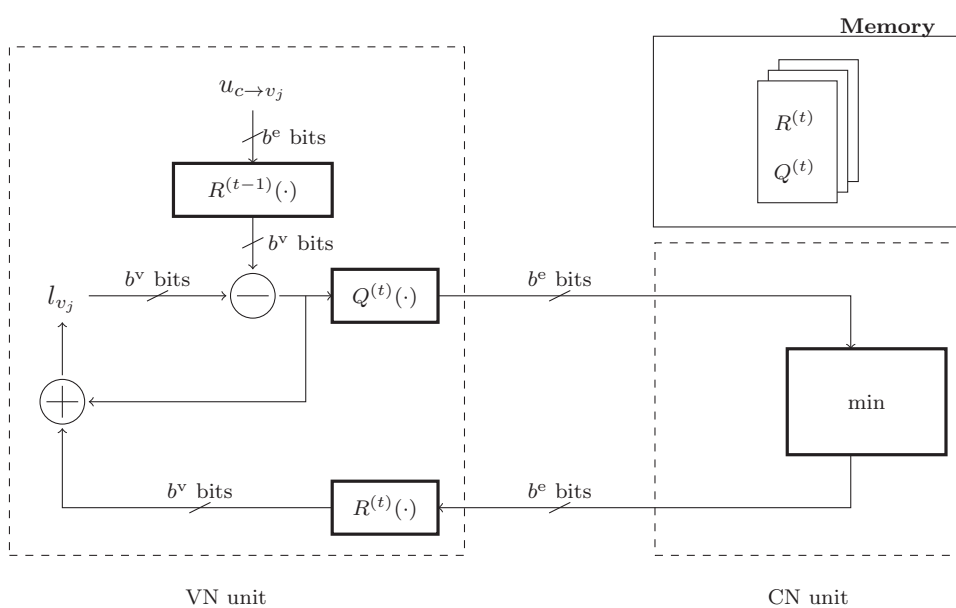 Memory
u_{c→v_j}
b^e bits
R^{(t−1)}(·)
b^v bits
R^{(t)}
Q^{(t)}
l_{v_j}
b^v bits
Q^{(t)}(·)
b^e bits
min
b^v bits
R^{(t)}(·)
b^e bits
VN unit
CN unit